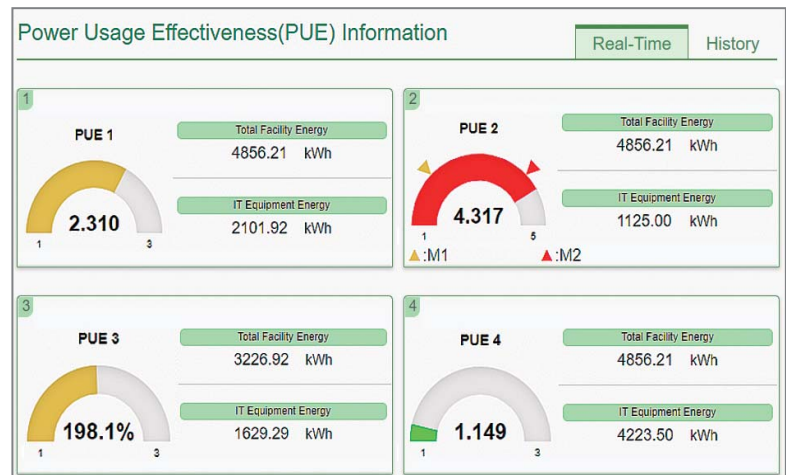 Power Usage Effectiveness(PUE) Information
Real-Time
History
1
PUE 1
2.310
1
3
Total Facility Energy
4856.21 kWh
IT Equipment Energy
2101.92 kWh
2
PUE 2
4.317
1
5
:M1
:M2
Total Facility Energy
4856.21 kWh
IT Equipment Energy
1125.00 kWh
3
PUE 3
198.1%
1
3
Total Facility Energy
3226.92 kWh
IT Equipment Energy
1629.29 kWh
4
PUE 4
1.149
1
3
Total Facility Energy
4856.21 kWh
IT Equipment Energy
4223.50 kWh